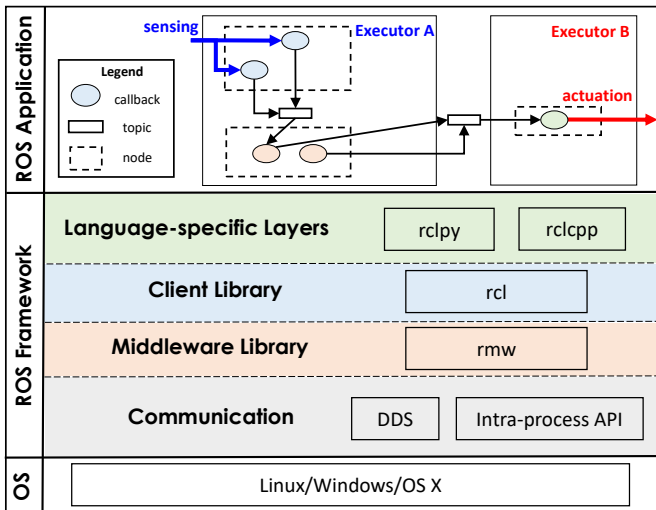 ROS Application
sensing
Executor A
Executor B
Legend
callback
topic
node
actuation
ROS Framework
Language-specific Layers
rclpy
rclcpp
Client Library
rcl
Middleware Library
rmw
Communication
DDS
Intra-process API
OS
Linux/Windows/OS X